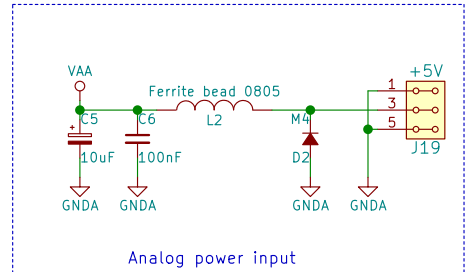 VAA
+5V
Ferrite bead 0805
1
C5
C6
L2
M4
3
+
10uF
100nF
D2
5
J19
GNDA
GNDA
GNDA
GNDA
Analog power input